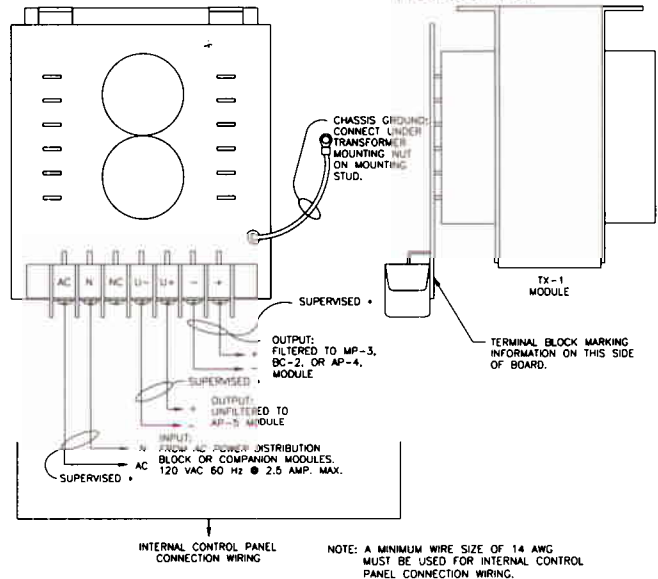 CHASSIS GROUND:
CONNECT UNDER
TRANSFORMER
MOUNTING NUT
ON MOUNTING
STUD.
AC N NC U- U+ - +
TX-1
MODULE
SUPERVISED
TERMINAL BLOCK MARKING
INFORMATION ON THIS SIDE
OF BOARD.
OUTPUT:
+ FILTERED TO MP-3,
BC-2, OR AP-4,
- MODULE
SUPERVISED
OUTPUT:
+ UNFILTERED TO
- AP-5 MODULE
INPUT:
N FROM AC POWER DISTRIBUTION
AC BLOCK OR COMPANION MODULES.
120 VAC 60 Hz @ 2.5 AMP. MAX.
SUPERVISED
INTERNAL CONTROL PANEL
CONNECTION WIRING
NOTE: A MINIMUM WIRE SIZE OF 14 AWG
MUST BE USED FOR INTERNAL CONTROL
PANEL CONNECTION WIRING.